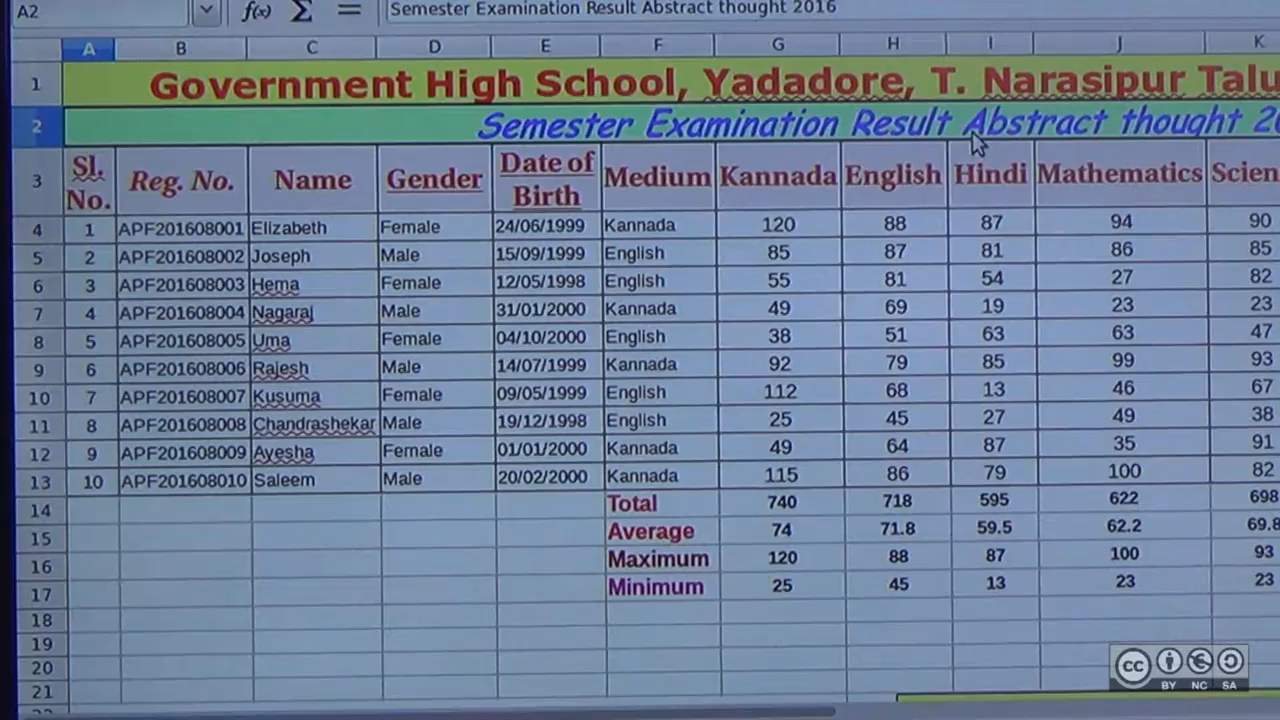 A2 f(x) Σ = Semester Examination Result Abstract thought 2016
A B C D E F G H I J K
1 Government High School, Yadadore, T. Narasipur Talu
2 Semester Examination Result Abstract thought 2
3 Sl. No. Reg. No. Name Gender Date of Birth Medium Kannada English Hindi Mathematics Scien
4 1 APF201608001 Elizabeth Female 24/06/1999 Kannada 120 88 87 94 90
5 2 APF201608002 Joseph Male 15/09/1999 English 85 87 81 86 85
6 3 APF201608003 Hema Female 12/05/1998 English 55 81 54 27 82
7 4 APF201608004 Nagaraj Male 31/01/2000 Kannada 49 69 19 23 23
8 5 APF201608005 Uma Female 04/10/2000 English 38 51 63 63 47
9 6 APF201608006 Rajesh Male 14/07/1999 Kannada 92 79 85 99 93
10 7 APF201608007 Kusuma Female 09/05/1999 English 112 68 13 46 67
11 8 APF201608008 Chandrashekar Male 19/12/1998 English 25 45 27 49 38
12 9 APF201608009 Ayesha Female 01/01/2000 Kannada 49 64 87 35 91
13 10 APF201608010 Saleem Male 20/02/2000 Kannada 115 86 79 100 82
14 Total 740 718 595 622 698
15 Average 74 71.8 59.5 62.2 69.8
16 Maximum 120 88 87 100 93
17 Minimum 25 45 13 23 23
18
19
20
21
cc BY NC SA